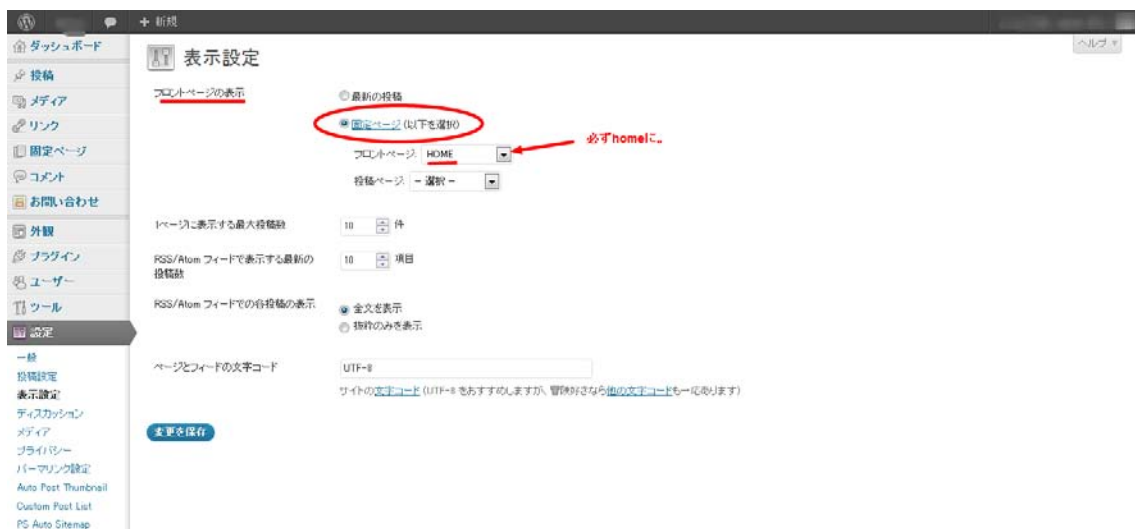 新規
ヘルプ
ダッシュボード
投稿
メディア
リンク
固定ページ
コメント
お問い合わせ
外観
プラグイン
ユーザー
ツール
設定
一般
投稿設定
表示設定
ディスカッション
メディア
プライバシー
パーマリンク設定
Auto Post Thumbnail
Custom Post List
PS Auto Sitemap
表示設定
フロントページの表示
最新の投稿
固定ページ (以下を選択)
必ずhomeに。
フロントページ: HOME
投稿ページ: — 選択 —
1ページに表示する最大投稿数
10 件
RSS/Atom フィードで表示する最新の
投稿数
10 項目
RSS/Atom フィードでの各投稿の表示
全文を表示
抜粋のみを表示
ページとフィードの文字コード
UTF-8
サイトの文字コード (UTF-8 をおすすめしますが、冒険好きなら他の文字コードも一応あります)
変更を保存